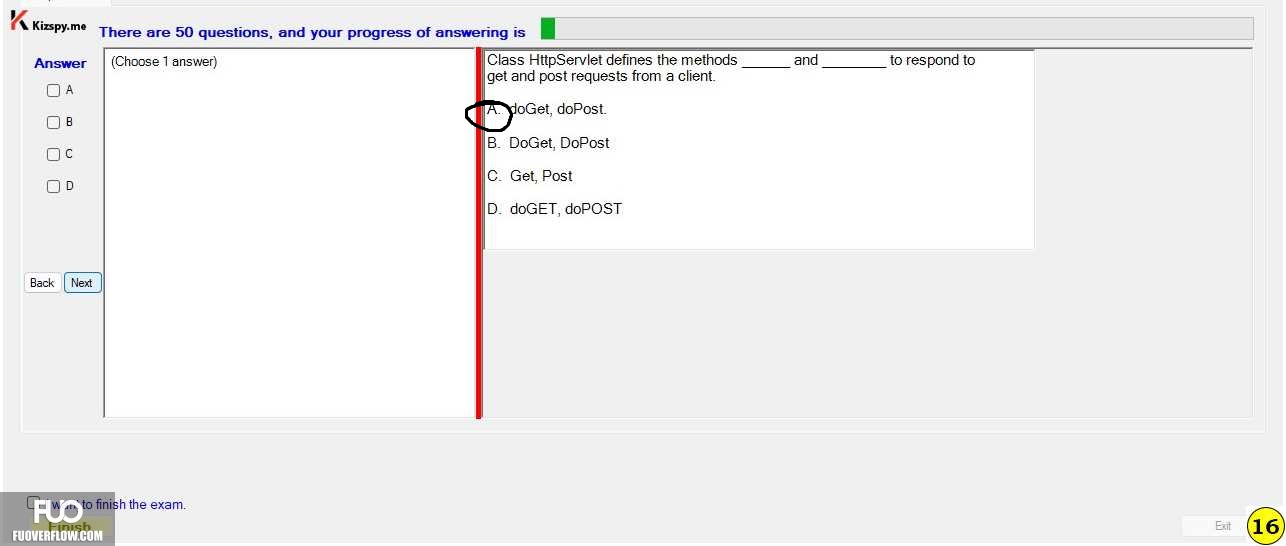 Kizspy.me
There are 50 questions, and your progress of answering is
Answer
(Choose 1 answer)
A
B
C
D
Back
Next
Class HttpServlet defines the methods ______ and ________ to respond to
get and post requests from a client.
A. doGet, doPost.
B. DoGet, DoPost
C. Get, Post
D. doGET, doPOST
I want to finish the exam.
Finish
FUO
FUOVERFLOW.COM
Exit
16